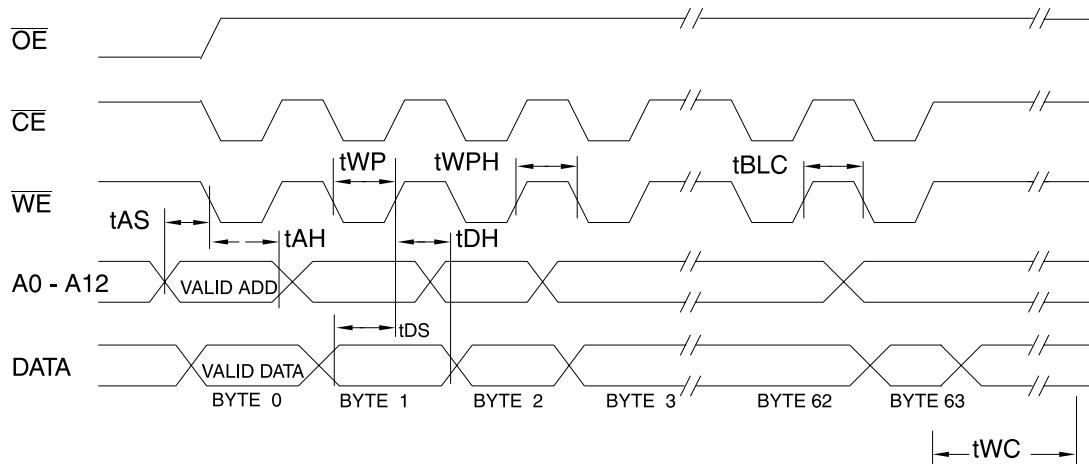 OE
CE
tWP tWPH tBLC
WE
tAS tAH tDH
A0 - A12 VALID ADD
tDS
DATA VALID DATA
BYTE 0 BYTE 1 BYTE 2 BYTE 3 BYTE 62 BYTE 63
tWC